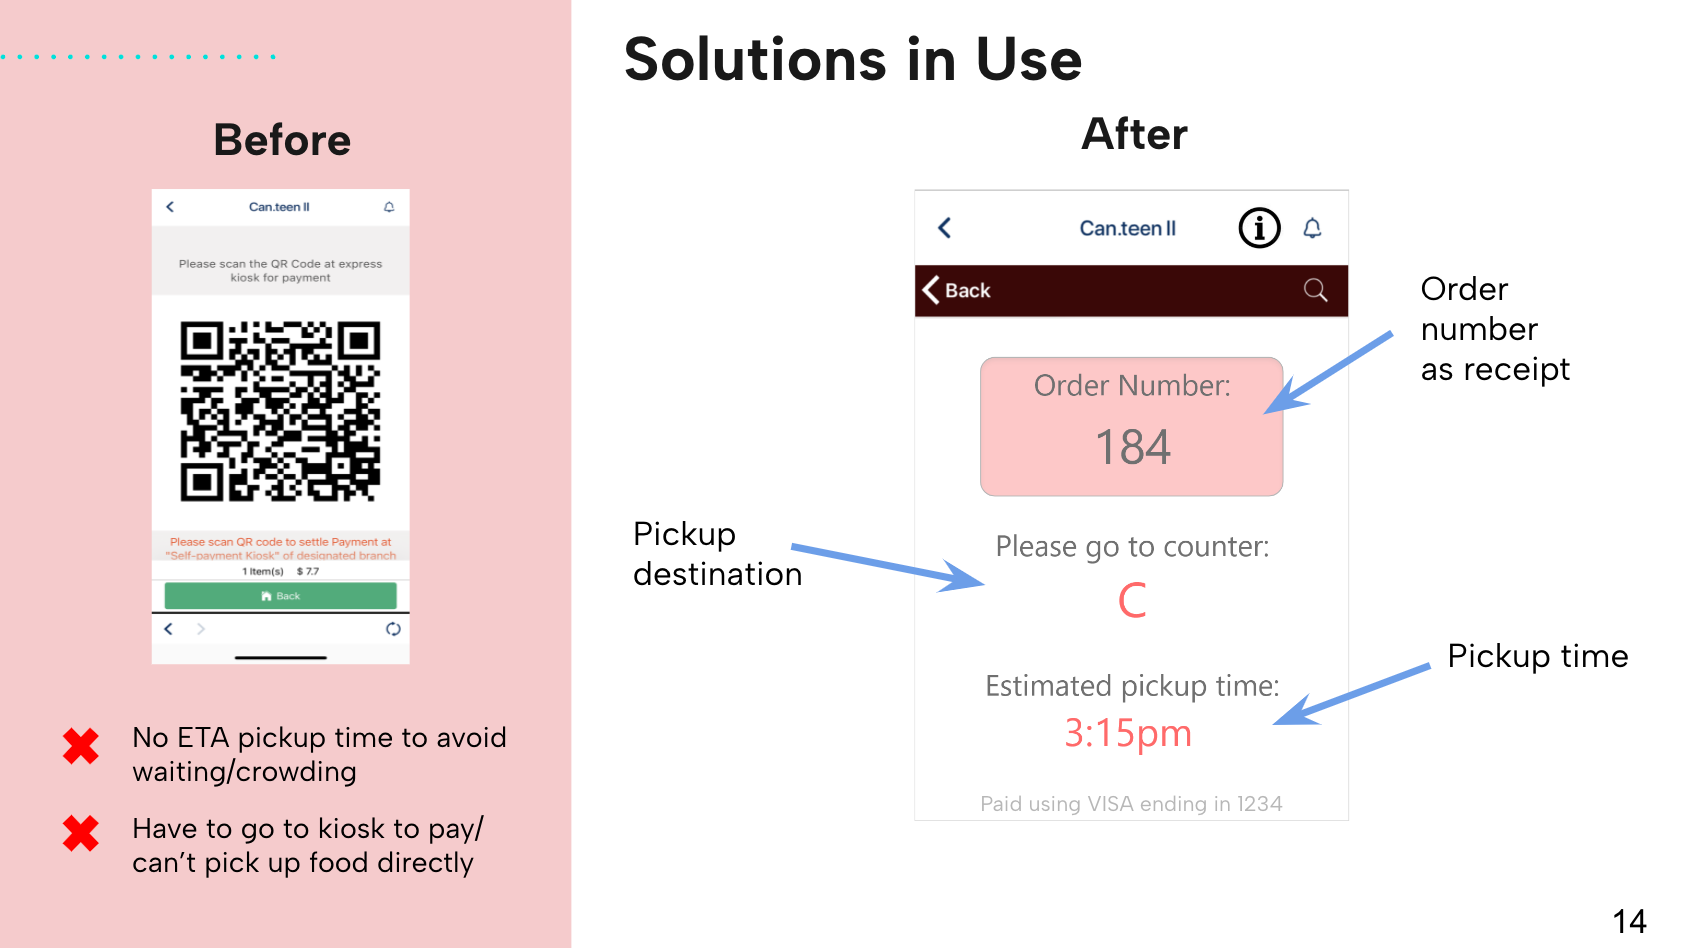 Solutions in Use
Before
Can.teen II
Please scan the QR Code at express
kiosk for payment
Please scan QR code to settle Payment at
"Self-payment Kiosk" of designated branch
1 Item(s) $ 7.7
Back
No ETA pickup time to avoid
waiting/crowding
Have to go to kiosk to pay/
can't pick up food directly
After
Can.teen II
Back
Order Number:
184
Please go to counter:
C
Estimated pickup time:
3:15pm
Paid using VISA ending in 1234
Order
number
as receipt
Pickup
destination
Pickup time
14